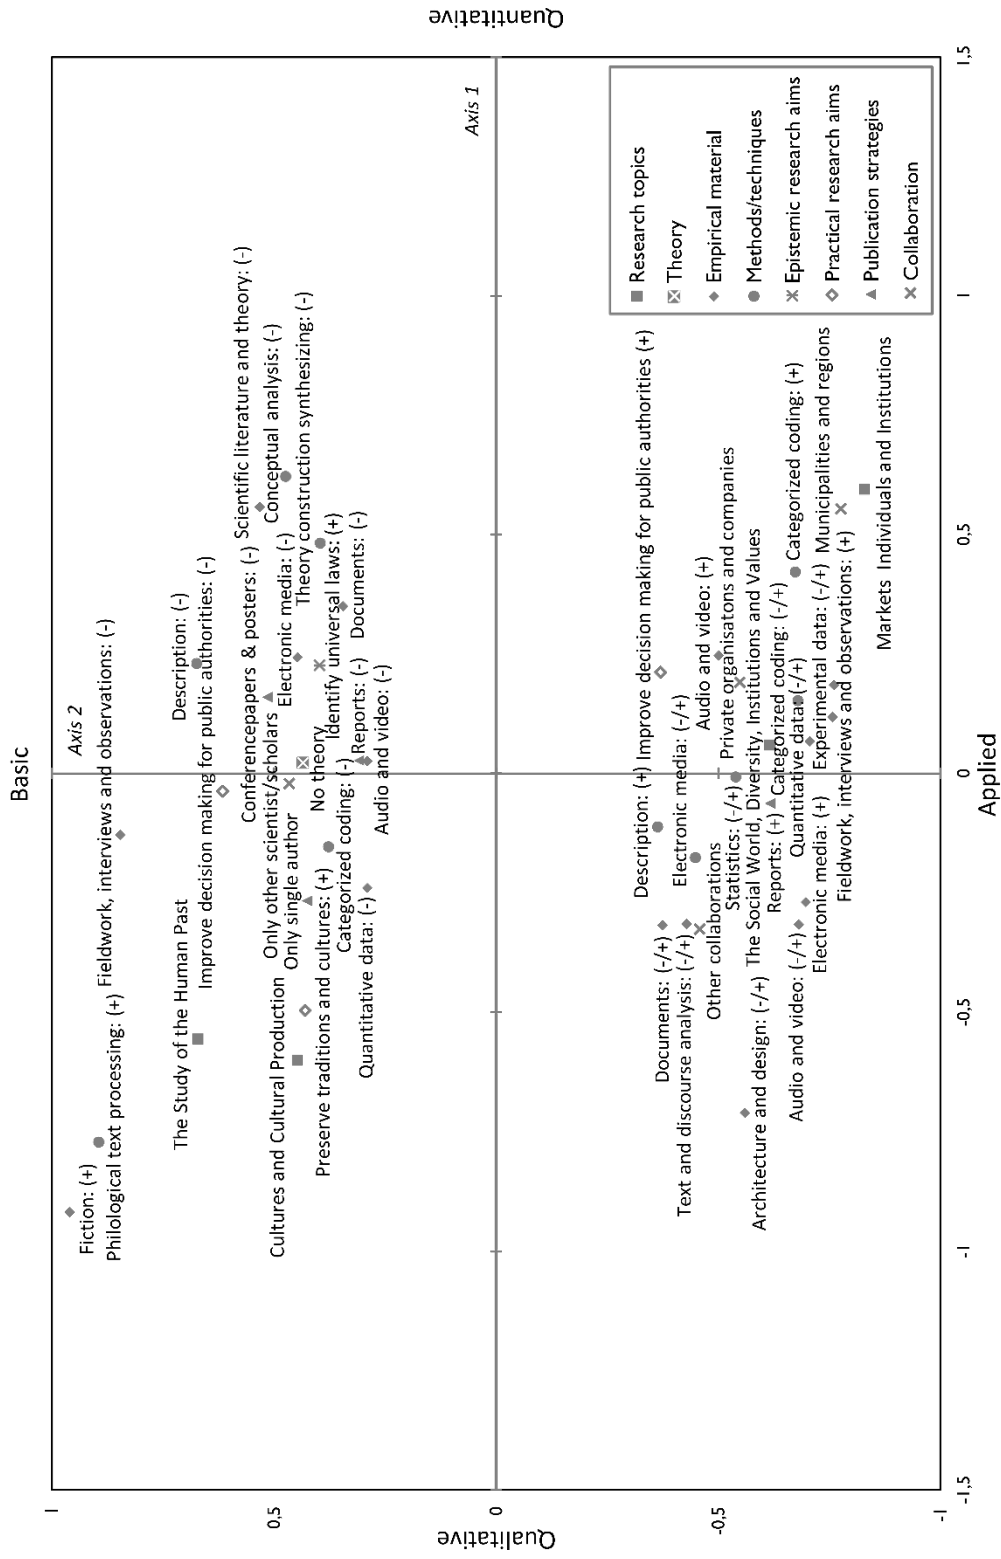 Basic
Axis 2
Fieldwork, interviews and observations: (-)
Fiction: (+)
Philological text processing: (+)
Description: (-)
The Study of the Human Past
Improve decision making for public authorities: (-)
Scientific literature and theory: (-)
Conferencepapers & posters: (-)
Conceptual analysis: (-)
Electronic media: (-)
Theory construction synthesizing: (-)
Only other scientist/scholars
Cultures and Cultural Production
Only single author
No theory
Identify universal laws: (+)
Preserve traditions and cultures: (+)
Categorized coding: (-)
Reports: (-)
Documents: (-)
Quantitative data: (-)
Audio and video: (-)
Axis 1
Qualitative
Quantitative
Description: (+)
Improve decision making for public authorities (+)
Documents: (-/+)
Electronic media: (-/+)
Text and discourse analysis: (-/+)
Audio and video: (+)
Other collaborations
Private organisatons and companies
Statistics: (-/+)
The Social World, Diversity, Institutions and Values
Architecture and design: (-/+)
Reports: (+)
Categorized coding: (-/+)
Quantitative data: (-/+)
Categorized coding: (+)
Audio and video: (-/+)
Electronic media: (+)
Experimental data: (-/+)
Municipalities and regions
Fieldwork, interviews and observations: (+)
Markets Individuals and Institutions
Research topics
Theory
Empirical material
Methods/techniques
Epistemic research aims
Practical research aims
Publication strategies
Collaboration
1
0.5
0
-0.5
-1
-1,5
-1
-0,5
0
0,5
1
1,5
Applied